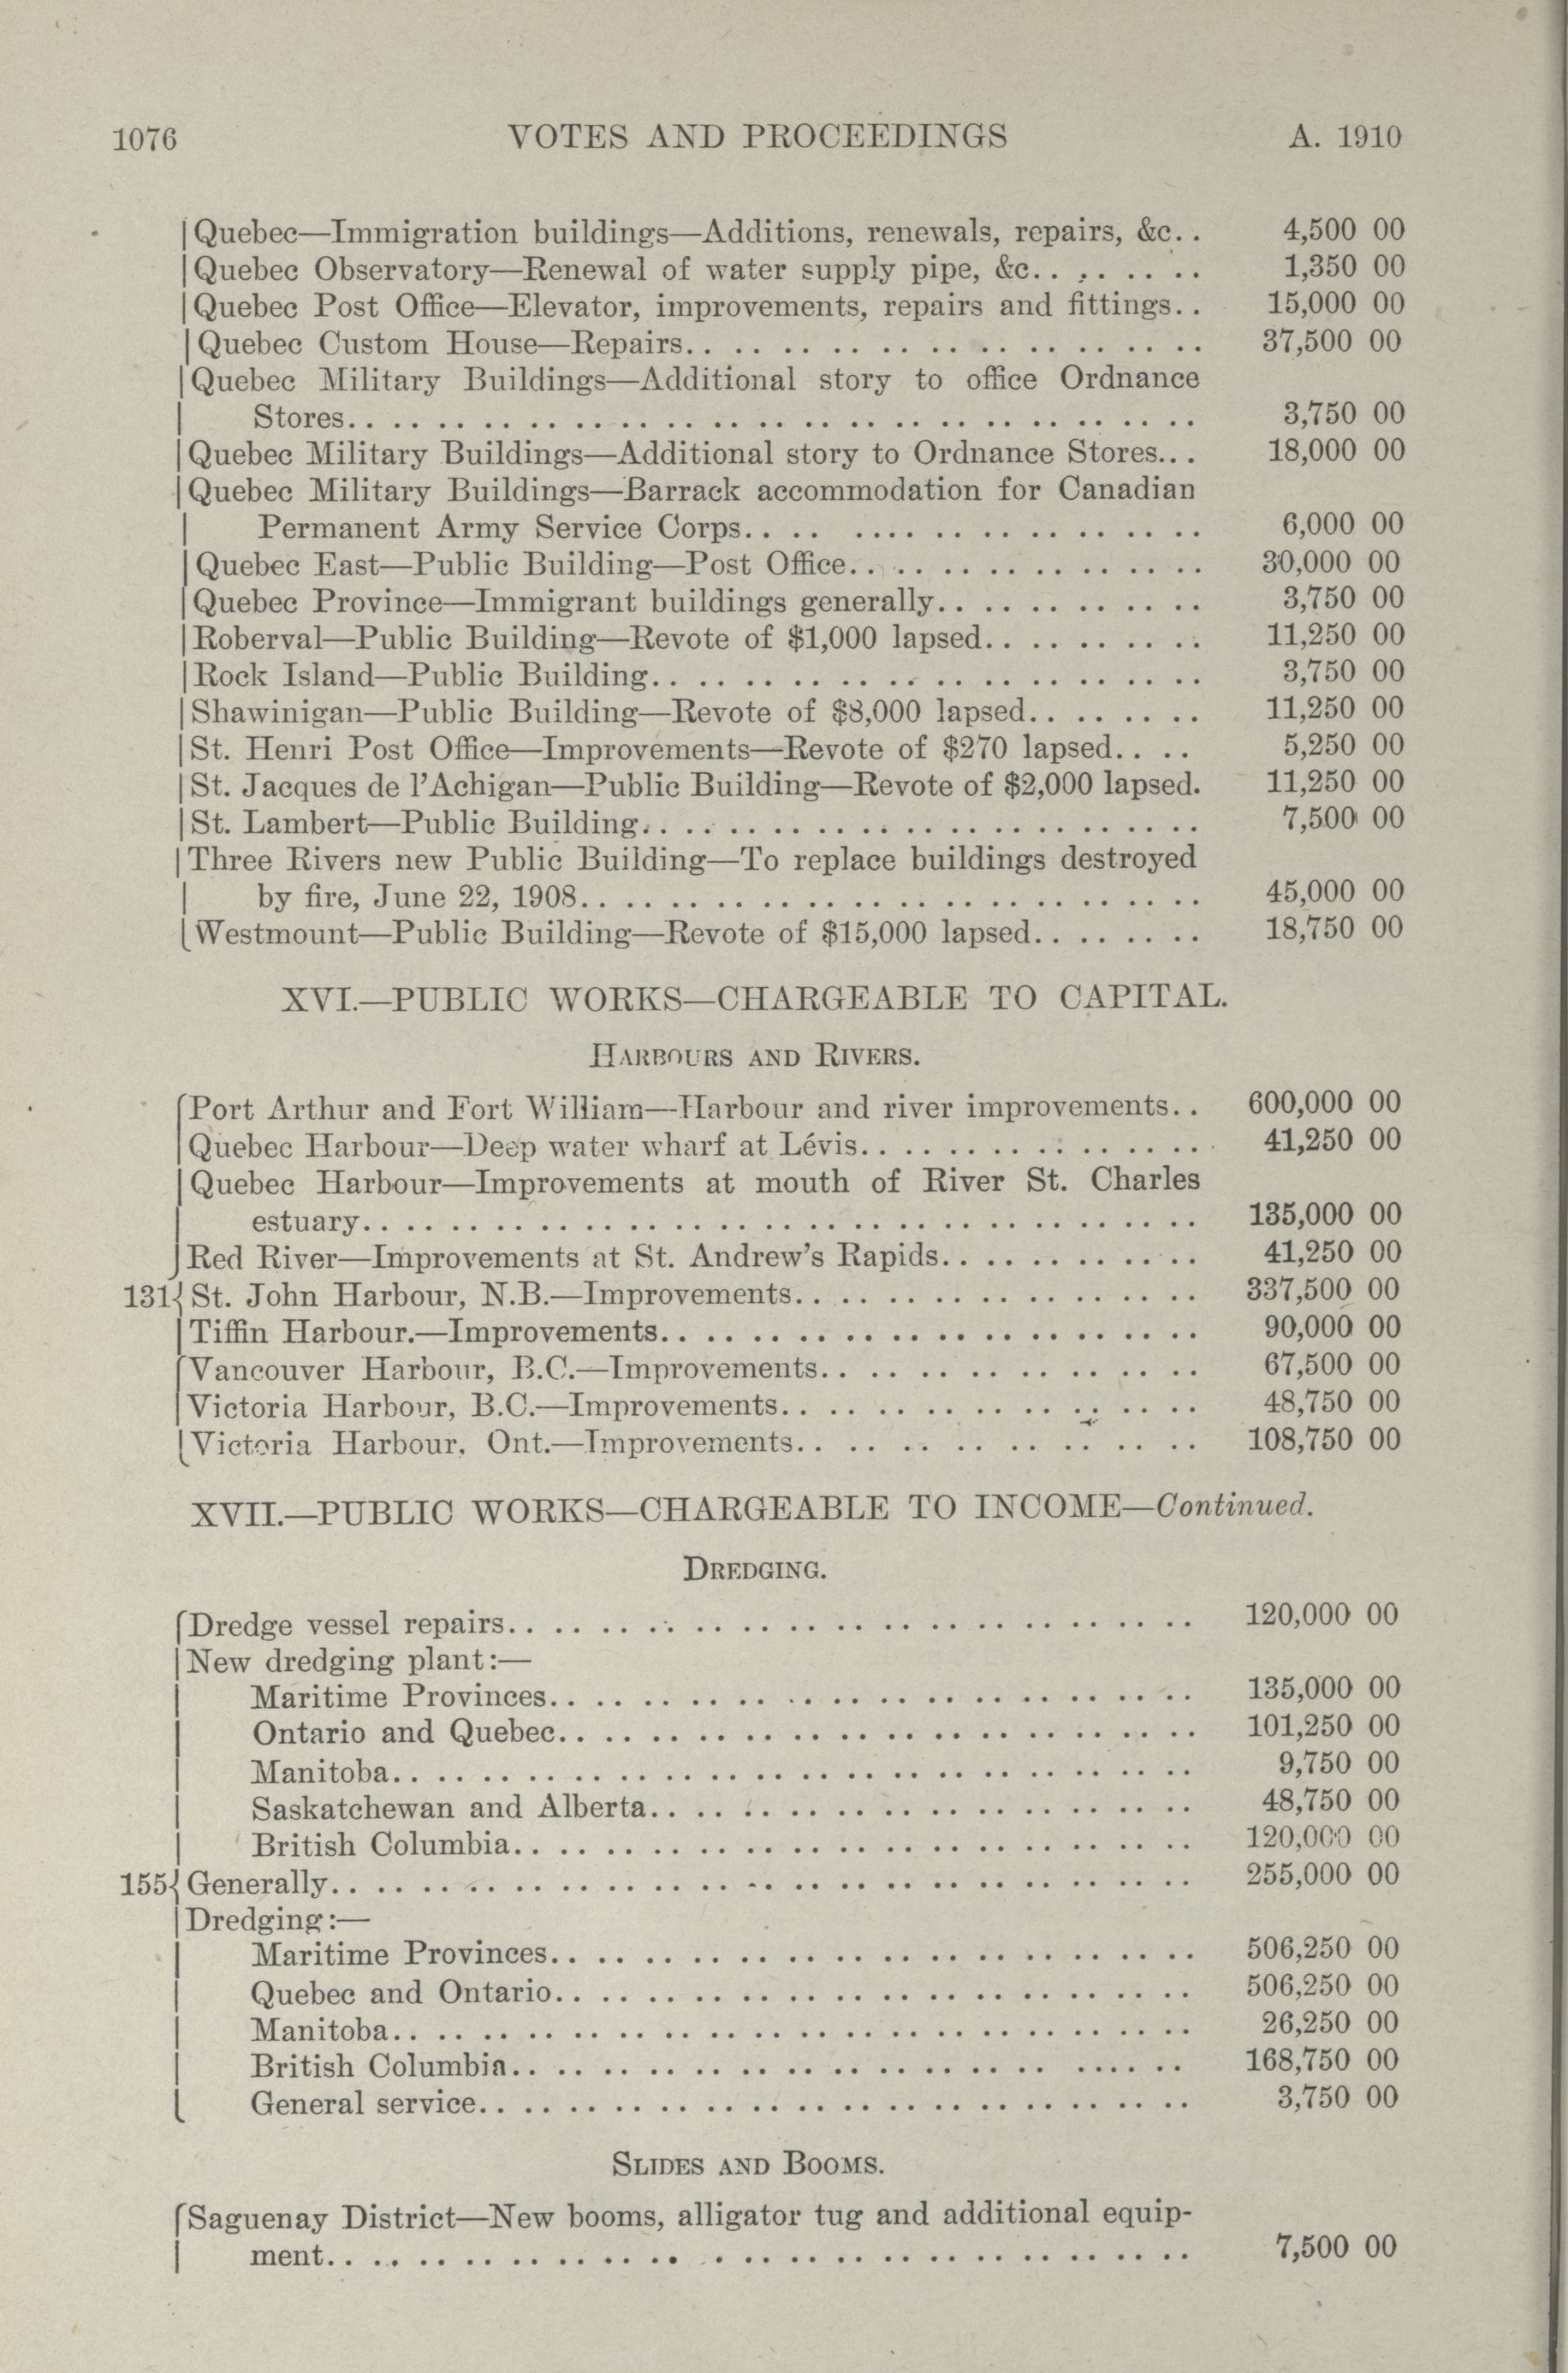 1076 VOTES AND PROCEEDINGS A. 1910
Quebec—Immigration buildings—Additions, renewals, repairs, &c.. 4,500 00
Quebec Observatory—Renewal of water supply pipe, &c.. .. .. .. 1,350 00
Quebec Post Office—Elevator, improvements, repairs and fittings.. 15,000 00
Quebec Custom House—Repairs.. .. .. .. .. .. .. .. .. .. .. 37,500 00
Quebec Military Buildings—Additional story to office Ordnance
Stores.. .. .. .. .. .. .. .. .. .. .. .. .. .. .. .. .. .. .. 3,750 00
Quebec Military Buildings—Additional story to Ordnance Stores... 18,000 00
Quebec Military Buildings—Barrack accommodation for Canadian
Permanent Army Service Corps.. .. .... .. .. .. .. .. .. .. 6,000 00
Quebec East—Public Building—Post Office.. .. .. .. .. .. .. .. 30,000 00
Quebec Province—Immigrant buildings generally.. .. .. .. .. .. 3,750 00
Roberval—Public Building—Revote of $1,000 lapsed.. .. .. .. .. 11,250 00
Rock Island—Public Building.. .. .. .. .. .. .. .. .. .. .. .. 3,750 00
Shawinigan—Public Building—Revote of $8,000 lapsed.. .. .. .. 11,250 00
St. Henri Post Office—Improvements—Revote of $270 lapsed.. .. 5,250 00
St. Jacques de l'Achigan—Public Building—Revote of $2,000 lapsed. 11,250 00
St. Lambert—Public Building.. .. .. .. .. .. .. .. .. .. .. .. 7,500 00
Three Rivers new Public Building—To replace buildings destroyed
by fire, June 22, 1908.. .. .. .. .. .. .. .. .. .. .. .. .. .. 45,000 00
Westmount—Public Building—Revote of $15,000 lapsed.. .. .. .. 18,750 00
XVI.—PUBLIC WORKS—CHARGEABLE TO CAPITAL.
HARBOURS AND RIVERS.
Port Arthur and Fort William—Harbour and river improvements.. 600,000 00
Quebec Harbour—Deep water wharf at Lévis.. .. .. .. .. .. .. .. 41,250 00
Quebec Harbour—Improvements at mouth of River St. Charles
estuary.. .. .. .. .. .. .. .. .. .. .. .. .. .. .. .. .. .. .. 135,000 00
Red River—Improvements at St. Andrew's Rapids.. .. .. .. .. .. 41,250 00
131{ St. John Harbour, N.B.—Improvements.. .. .. .. .. .. .. .. .. 337,500 00
Tiffin Harbour.—Improvements.. .. .. .. .. .. .. .. .. .. .. .. 90,000 00
Vancouver Harbour, B.C.—Improvements.. .. .. .. .. .. .. .. 67,500 00
Victoria Harbour, B.C.—Improvements.. .. .. .. .. .. .. .. .. 48,750 00
Victoria Harbour, Ont.—Improvements.. .. .. .. .. .. .. .. .. 108,750 00
XVII.—PUBLIC WORKS—CHARGEABLE TO INCOME—Continued.
DREDGING.
Dredge vessel repairs.. .. .. .. .. .. .. .. .. .. .. .. .. .. .. 120,000 00
New dredging plant:—
Maritime Provinces.. .. .. .. .. .. .. .. .. .. .. .. .. .. 135,000 00
Ontario and Quebec.. .. .. .. .. .. .. .. .. .. .. .. .. .. 101,250 00
Manitoba.. .. .. .. .. .. .. .. .. .. .. .. .. .. .. .. .. .. 9,750 00
Saskatchewan and Alberta.. .. .. .. .. .. .. .. .. .. .. .. 48,750 00
British Columbia.. .. .. .. .. .. .. .. .. .. .. .. .. .. .. 120,000 00
155{ Generally.. .. .. .. .. .. .. .. .. .. .. .. .. .. .. .. .. .. .. 255,000 00
Dredging:—
Maritime Provinces.. .. .. .. .. .. .. .. .. .. .. .. .. .. 506,250 00
Quebec and Ontario.. .. .. .. .. .. .. .. .. .. .. .. .. .. 506,250 00
Manitoba.. .. .. .. .. .. .. .. .. .. .. .. .. .. .. .. .. .. 26,250 00
British Columbia.. .. .. .. .. .. .. .. .. .. .. .. .... .. 168,750 00
General service.. .. .. .. .. .. .. .. .. .. .. .. .. .. .. .. 3,750 00
SLIDES AND BOOMS.
Saguenay District—New booms, alligator tug and additional equip-
ment.. .. .. .. .. .. .. .. .. .. .. .. .. .. .. .. .. .. .. 7,500 00